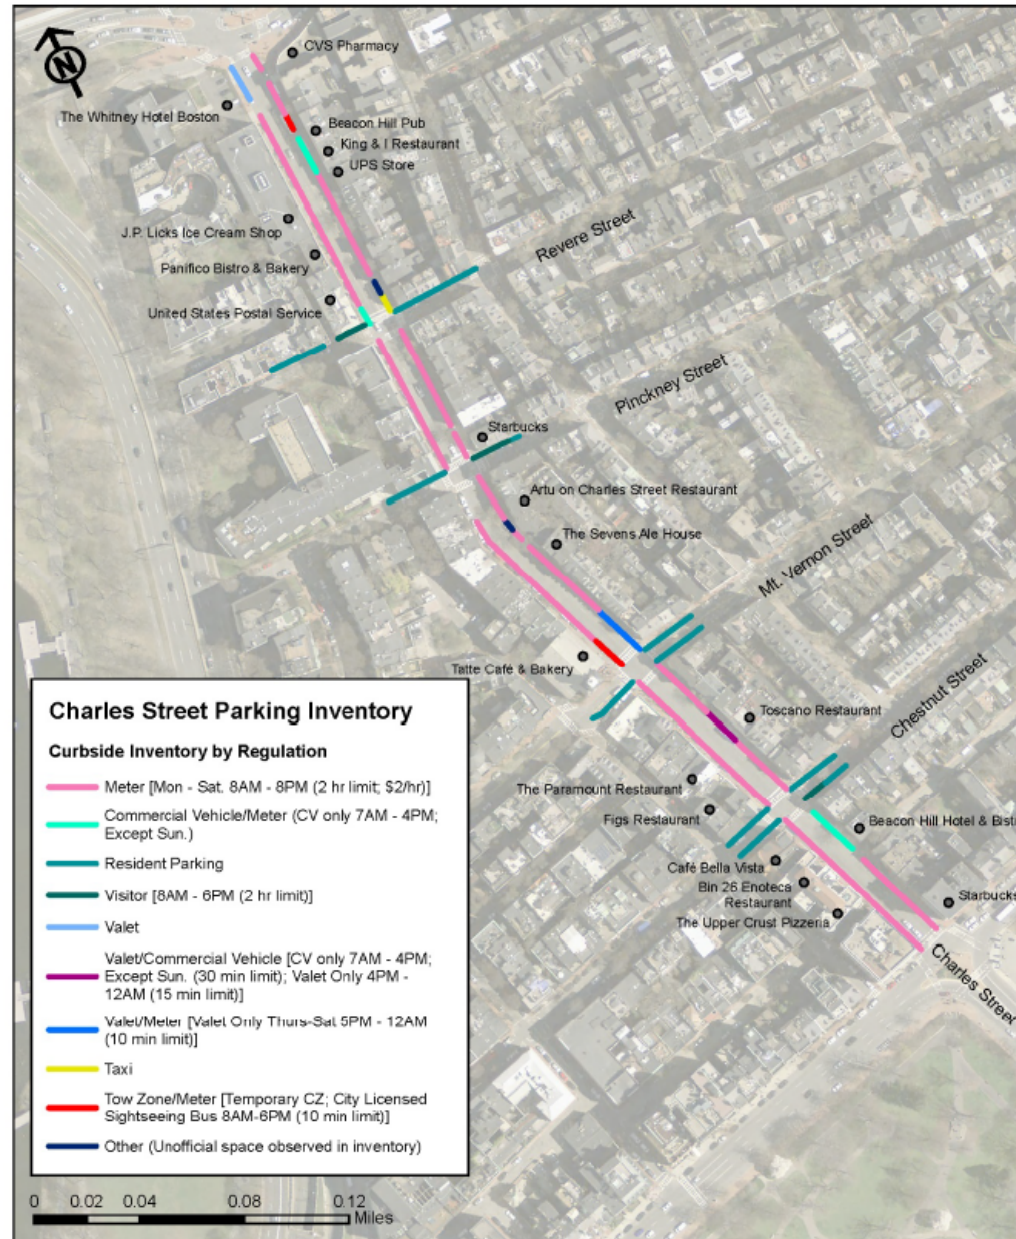 N
CVS Pharmacy
The Whitney Hotel Boston
Beacon Hill Pub
King & I Restaurant
UPS Store
J.P. Licks Ice Cream Shop
Panifico Bistro & Bakery
United States Postal Service
Revere Street
Pinckney Street
Starbucks
Artu on Charles Street Restaurant
The Sevens Ale House
Mt. Vernon Street
Tatte Café & Bakery
Chestnut Street
Toscano Restaurant
The Paramount Restaurant
Figs Restaurant
Beacon Hill Hotel & Bist
Café Bella Vista
Bin 26 Enoteca
Restaurant
The Upper Crust Pizzeria
Starbucks
Charles Street
Charles Street Parking Inventory
Curbside Inventory by Regulation
Meter [Mon - Sat. 8AM - 8PM (2 hr limit; $2/hr)]
Commercial Vehicle/Meter (CV only 7AM - 4PM;
Except Sun.)
Resident Parking
Visitor [8AM - 6PM (2 hr limit)]
Valet
Valet/Commercial Vehicle [CV only 7AM - 4PM;
Except Sun. (30 min limit); Valet Only 4PM -
12AM (15 min limit)]
Valet/Meter [Valet Only Thurs-Sat 5PM - 12AM
(10 min limit)]
Taxi
Tow Zone/Meter [Temporary CZ; City Licensed
Sightseeing Bus 8AM-6PM (10 min limit)]
Other (Unofficial space observed in inventory)
0 0.02 0.04 0.08 0.12
Miles